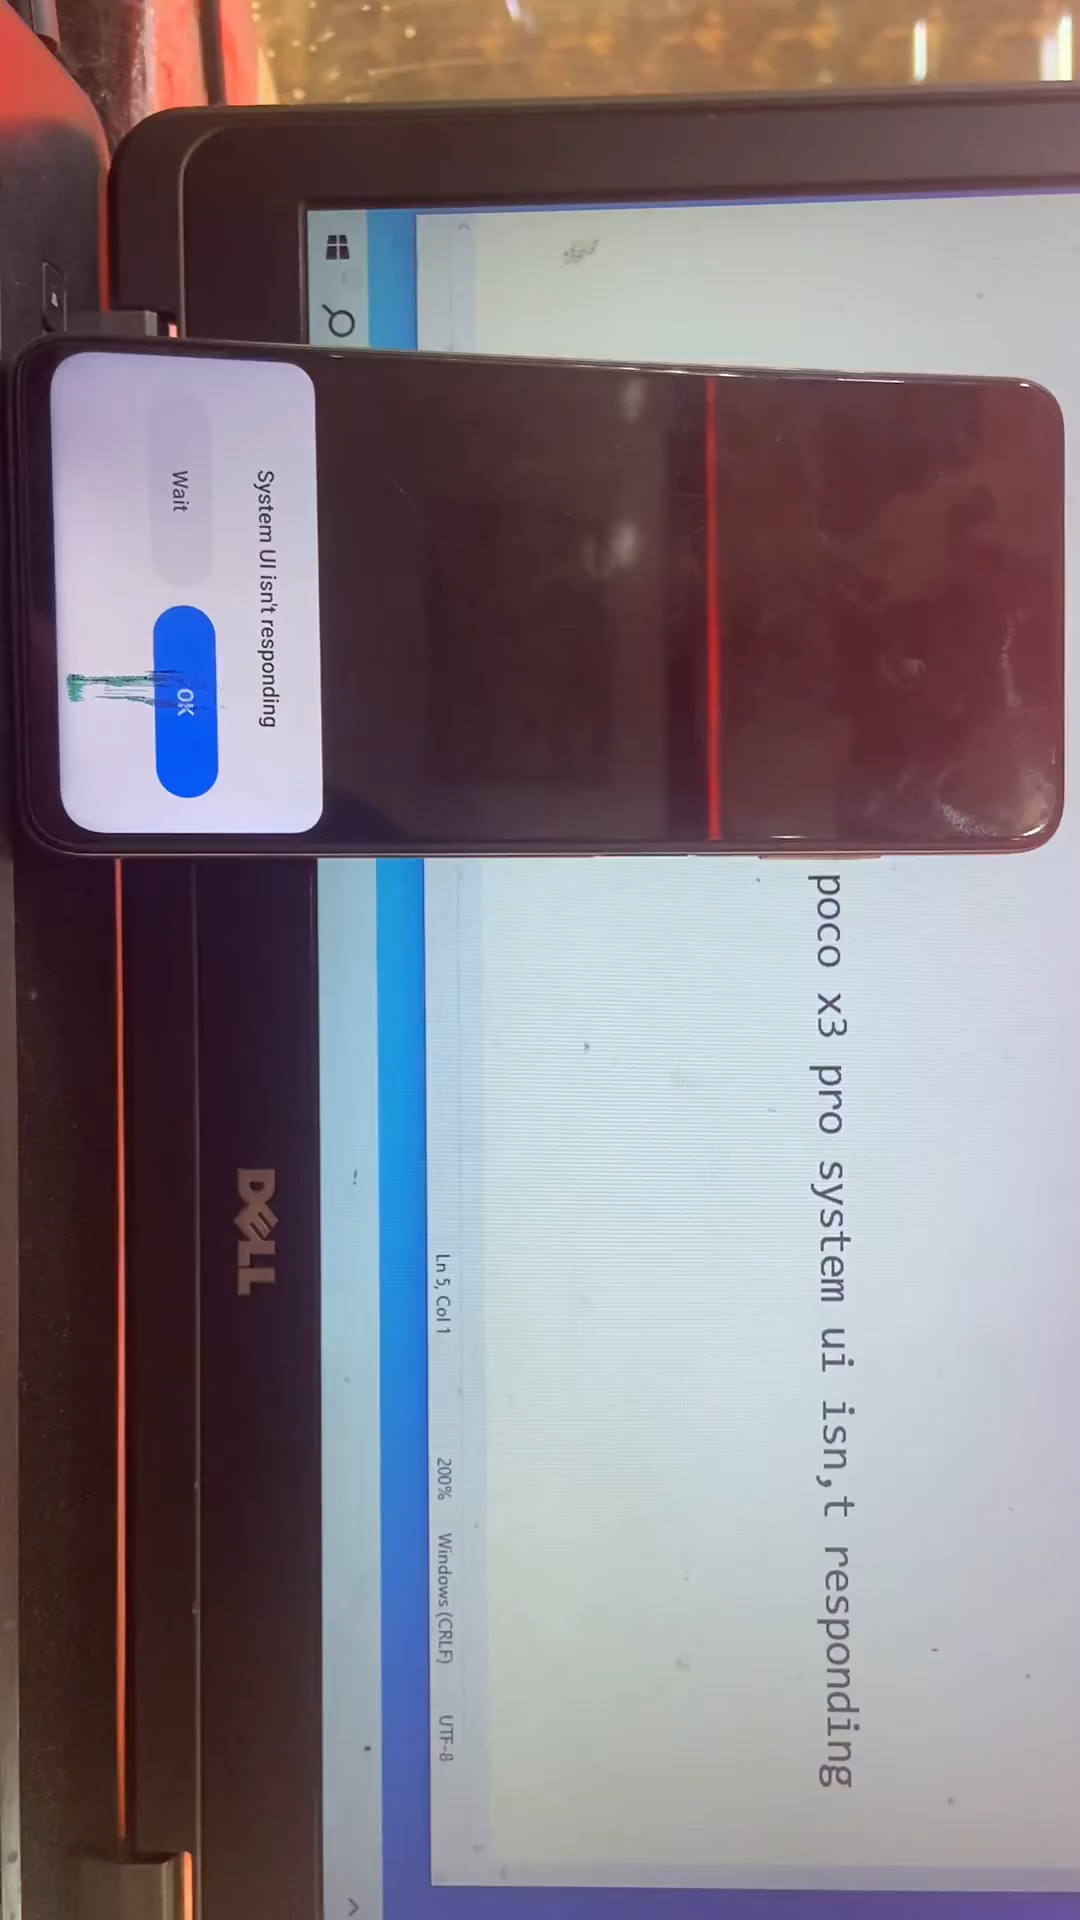 poco x3 pro system ui isn,t responding
System UI isn't responding
Wait
OK
Ln 5, Col 1
200%
Windows (CRLF)
UTF-8
DELL